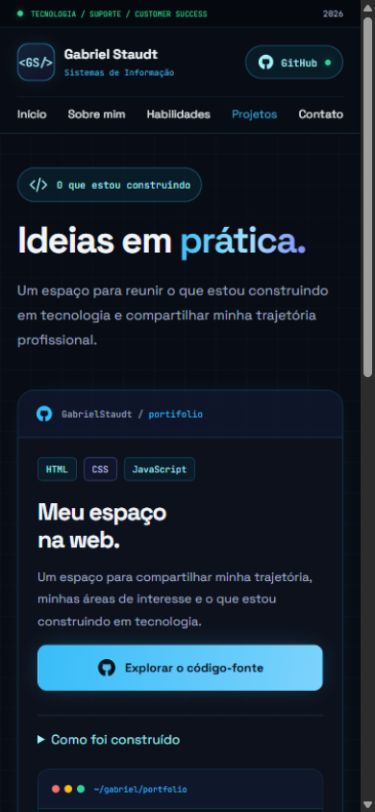 TECNOLOGIA / SUPORTE / CUSTOMER SUCCESS 2026
<GS/> Gabriel Staudt
Sistemas de Informação
GitHub
Início Sobre mim Habilidades Projetos Contato
</> O que estou construindo
Ideias em prática.
Um espaço para reunir o que estou construindo
em tecnologia e compartilhar minha trajetória
profissional.
GabrielStaudt / portifolio
HTML CSS JavaScript
Meu espaço
na web.
Um espaço para compartilhar minha trajetória,
minhas áreas de interesse e o que estou
construindo em tecnologia.
Explorar o código-fonte
Como foi construído
~/gabriel/portfolio